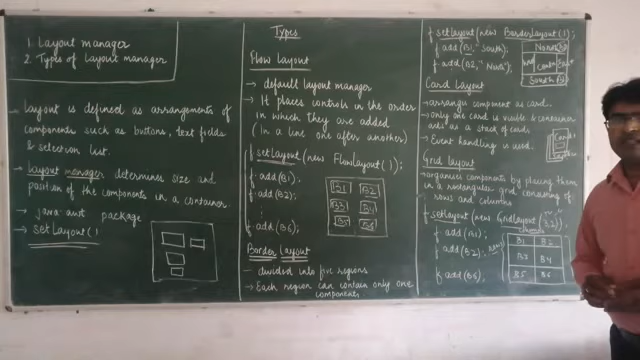 1. Layout manager
2. Types of Layout manager
→ Layout is defined as arrangements of
components such as buttons, text fields
& selection list.
→ Layout manager determines size and
position of the components in a container.
→ java awt package
→ setLayout()
Types
Flow Layout
→ default layout manager
→ It places controls in the order
in which they are added
(In a line one after another)
f.setLayout(new FlowLayout());
f.add(B1);
f.add(B2);
f.add(B6);
B1 B2
B3 B4
B5 B6
Border Layout
→ divided into five regions
→ Each region can contain only one
component
f.setlayout(new BorderLayout());
f.add(B1,"South");
f.add(B2,"North");
North
South
Card Layout
→ arranges component as card.
→ only one card is visible & container
acts as a stack of cards
→ Event handling is used.
Grid Layout
→ organises components by placing them
in a rectangular grid consisting of
rows and columns
f.setLayout(new GridLayout(3,2));
f.add(B1);
f.add(B2);
f.add(B6);
B1 B2
B3 B4
B5 B6